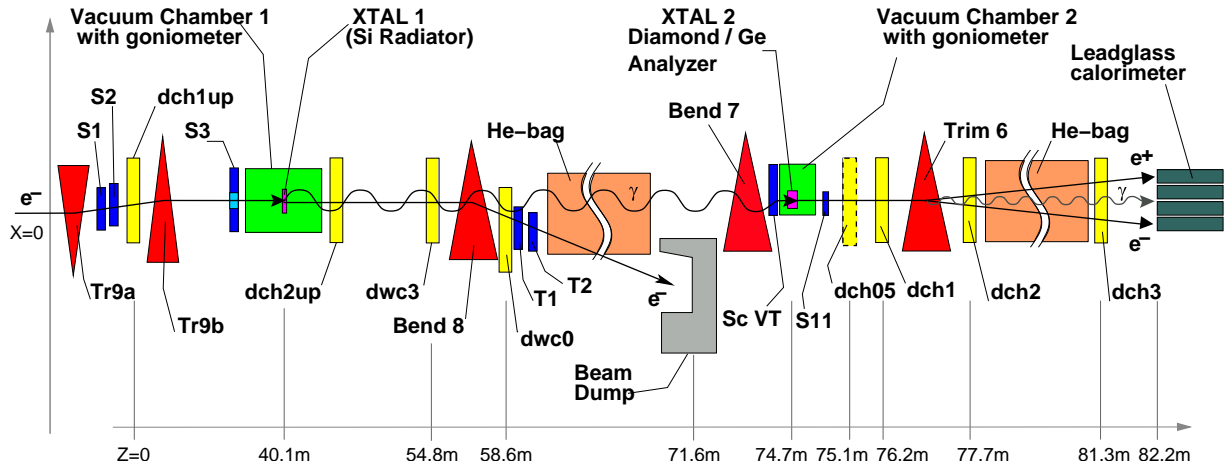 Vacuum Chamber 1
with goniometer
XTAL 1
(Si Radiator)
XTAL 2
Diamond / Ge
Analyzer
Vacuum Chamber 2
with goniometer
Leadglass
calorimeter
S1
S2
dch1up
S3
He−bag
Bend 7
Trim 6
He−bag
e−
X=0
γ
e+
γ
e−
Tr9a
Tr9b
dch2up
dwc3
Bend 8
dwc0
T1
T2
e−
Beam
Dump
Sc VT
S11
dch05
dch1
dch2
dch3
Z=0
40.1m
54.8m
58.6m
71.6m
74.7m
75.1m
76.2m
77.7m
81.3m
82.2m